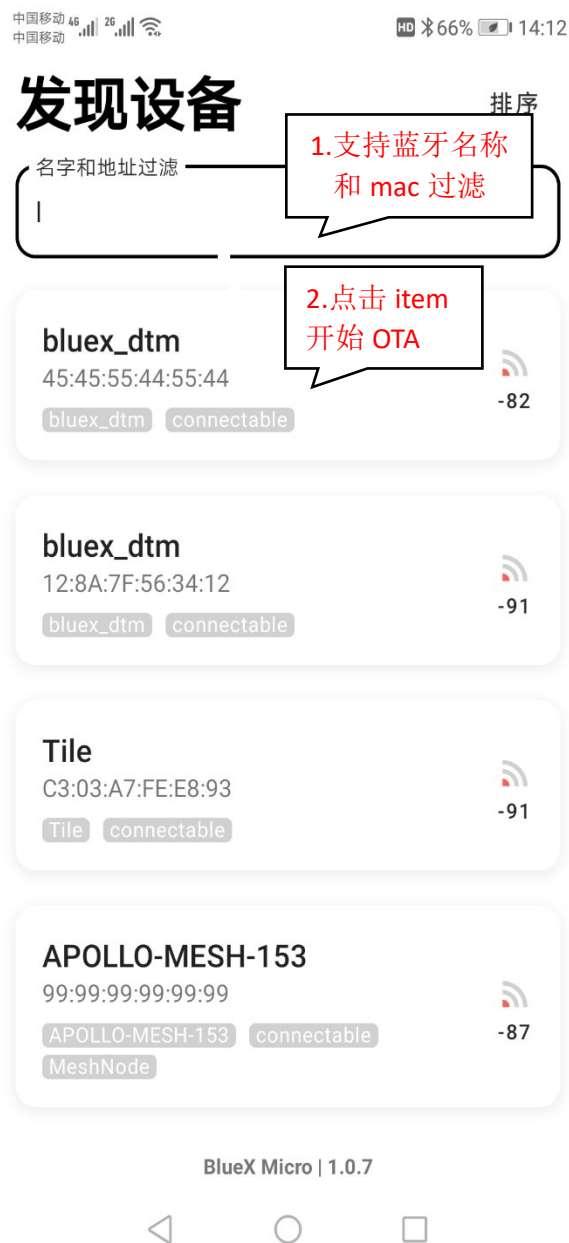 中国移动 4G 2G HD 66% 14:12
中国移动
发现设备
排序
1.支持蓝牙名称
和 mac 过滤
名字和地址过滤
2.点击 item
开始 OTA
bluex_dtm
45:45:55:44:55:44
-82
bluex_dtm connectable
bluex_dtm
12:8A:7F:56:34:12
-91
bluex_dtm connectable
Tile
C3:03:A7:FE:E8:93
-91
Tile connectable
APOLLO-MESH-153
99:99:99:99:99:99
-87
APOLLO-MESH-153 connectable
MeshNode
BlueX Micro | 1.0.7